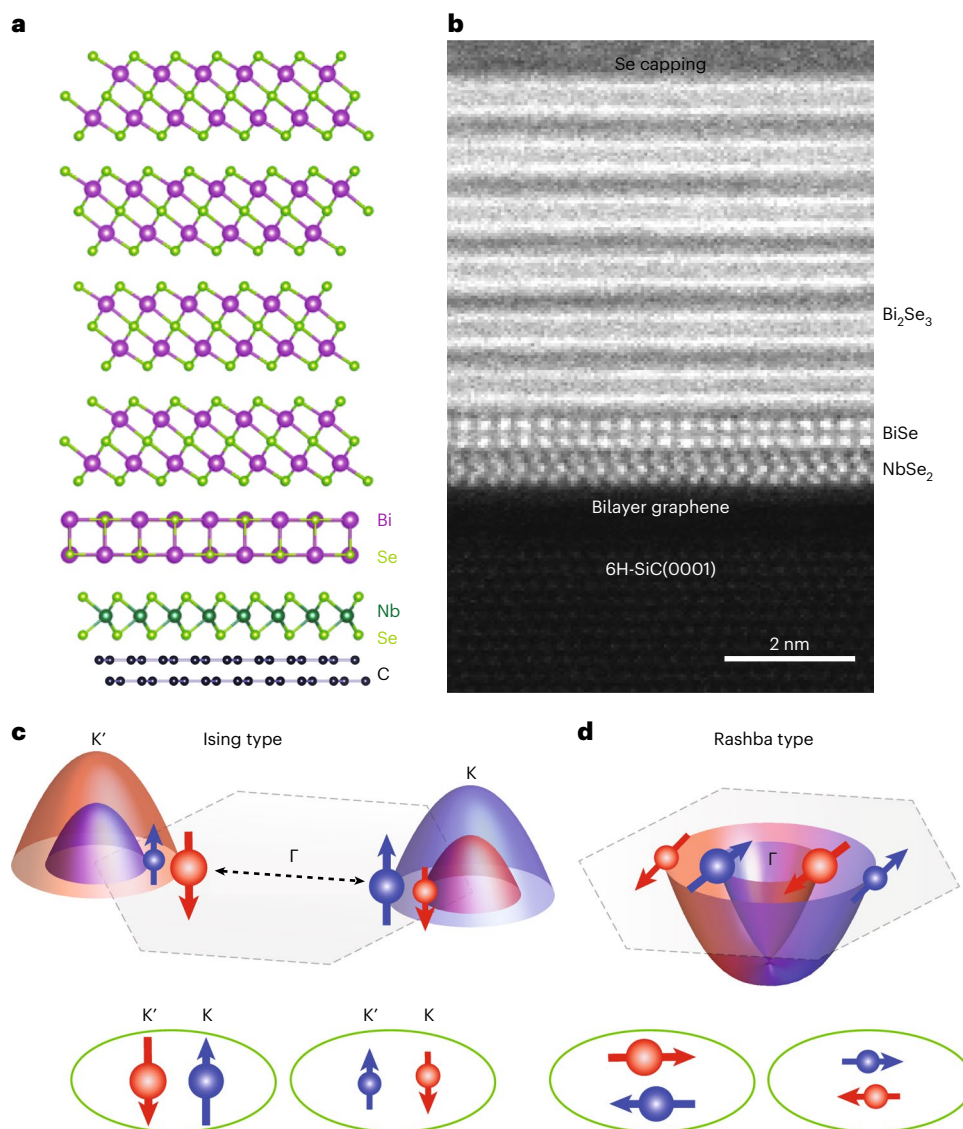 a
b
Se capping
Bi₂Se₃
BiSe
NbSe₂
Bilayer graphene
6H-SiC(0001)
2 nm
Bi
Se
Nb
Se
C
c
K′
Ising type
K
Γ
K′
K
K′
K
d
Rashba type
Γ